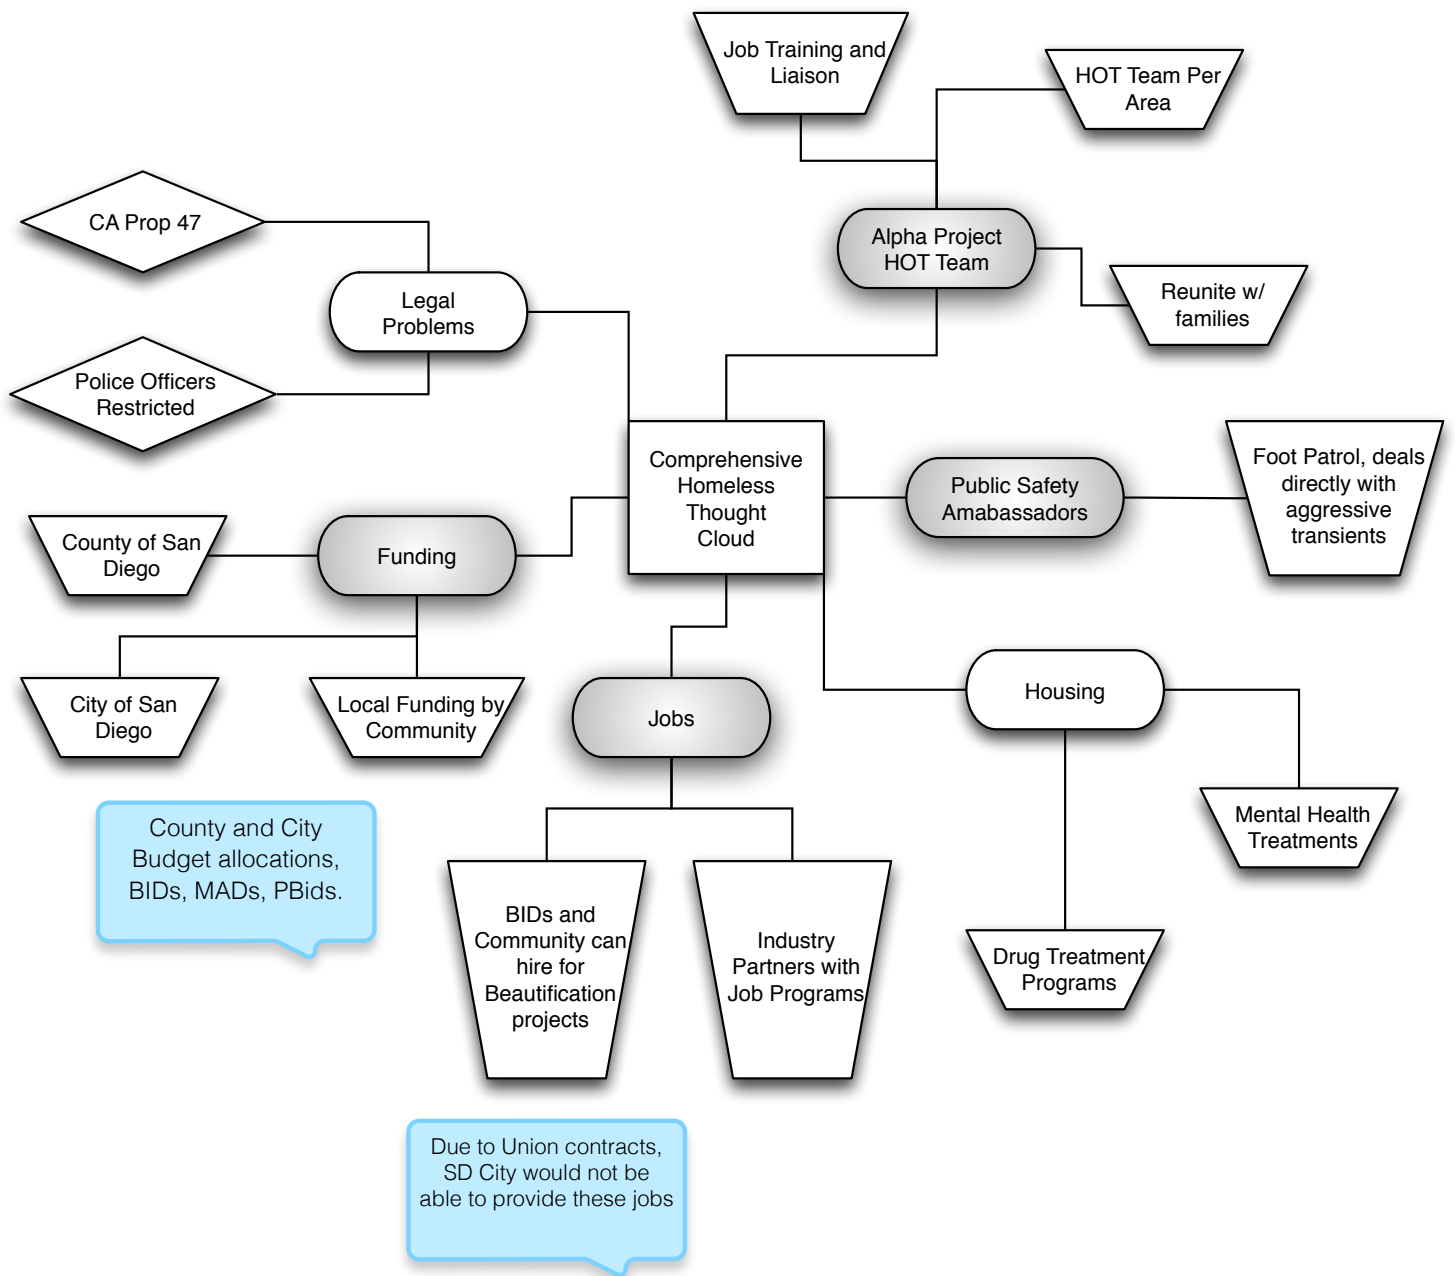 Job Training and
Liaison
HOT Team Per
Area
CA Prop 47
Alpha Project
HOT Team
Legal
Problems
Reunite w/
families
Police Officers
Restricted
Comprehensive
Homeless
Thought
Cloud
Public Safety
Amabassadors
Foot Patrol, deals
directly with
aggressive
transients
County of San
Diego
Funding
City of San
Diego
Local Funding by
Community
Jobs
Housing
County and City
Budget allocations,
BIDs, MADs, PBids.
Mental Health
Treatments
BIDs and
Community can
hire for
Beautification
projects
Industry
Partners with
Job Programs
Drug Treatment
Programs
Due to Union contracts,
SD City would not be
able to provide these jobs